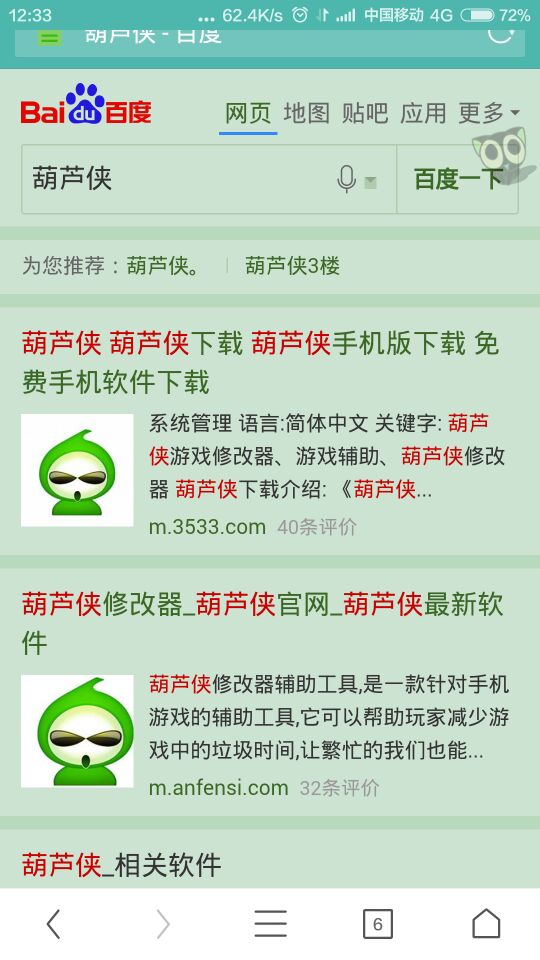 12:33 ... 62.4K/s 中国移动 4G 72%
葫芦侠 - 百度
Bai du 百度
网页 地图 贴吧 应用 更多
葫芦侠 百度一下
为您推荐：葫芦侠。 葫芦侠3楼
葫芦侠 葫芦侠下载 葫芦侠手机版下载 免
费手机软件下载
系统管理 语言:简体中文 关键字: 葫芦
侠游戏修改器、游戏辅助、葫芦侠修改
器 葫芦侠下载介绍: 《葫芦侠...
m.3533.com 40条评价
葫芦侠修改器_葫芦侠官网_葫芦侠最新软
件
葫芦侠修改器辅助工具,是一款针对手机
游戏的辅助工具,它可以帮助玩家减少游
戏中的垃圾时间,让繁忙的我们也能...
m.anfensi.com 32条评价
葫芦侠_相关软件
6